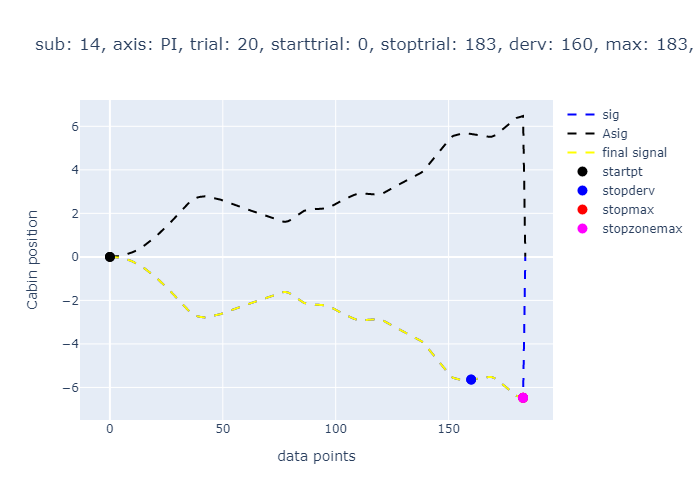 sub: 14, axis: PI, trial: 20, starttrial: 0, stoptrial: 183, derv: 160, max: 183,
sig
Asig
final signal
startpt
stopderv
stopmax
stopzonemax
6
4
2
0
−2
−4
−6
Cabin position
0
50
100
150
data points